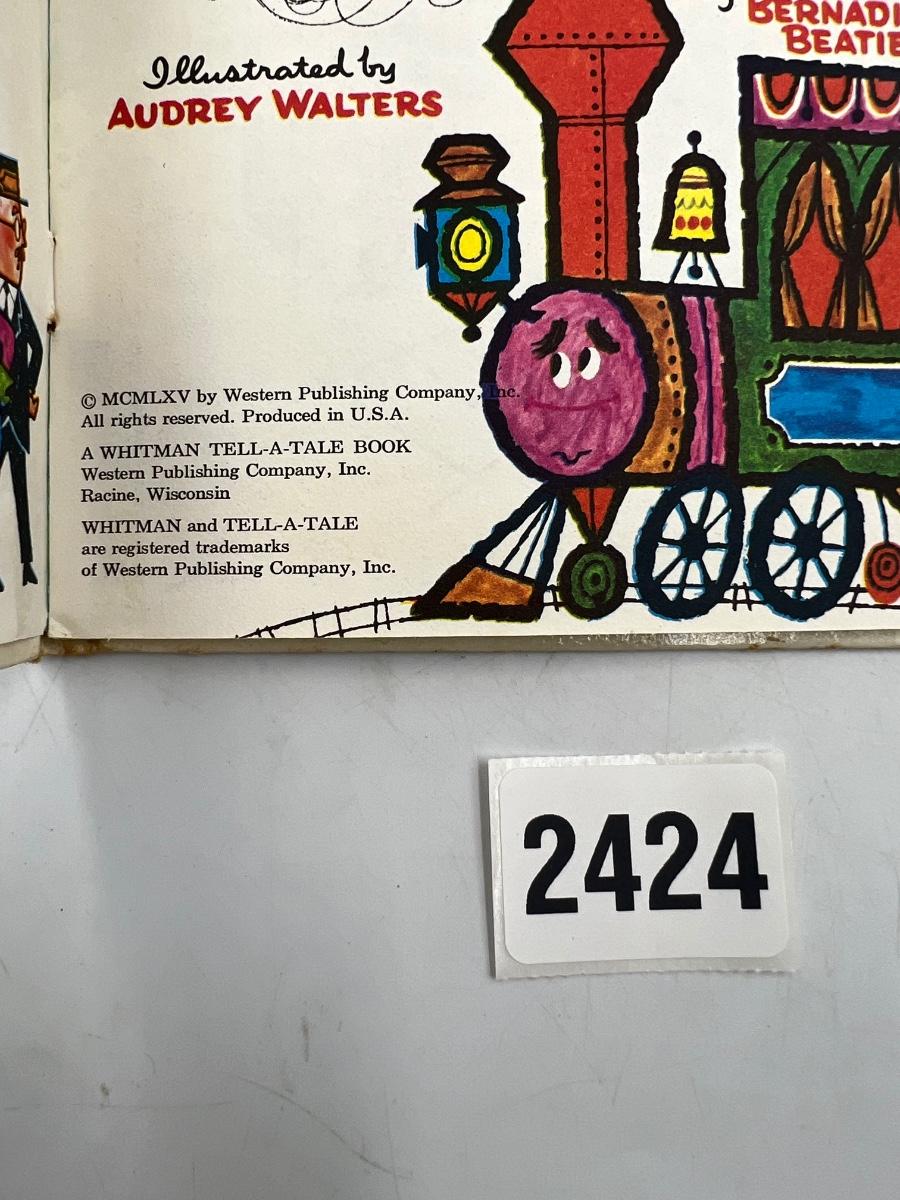 BERNADI
BEATIE
Illustrated by
AUDREY WALTERS
© MCMLXV by Western Publishing Company, Inc.
All rights reserved. Produced in U.S.A.
A WHITMAN TELL-A-TALE BOOK
Western Publishing Company, Inc.
Racine, Wisconsin
WHITMAN and TELL-A-TALE
are registered trademarks
of Western Publishing Company, Inc.
2424